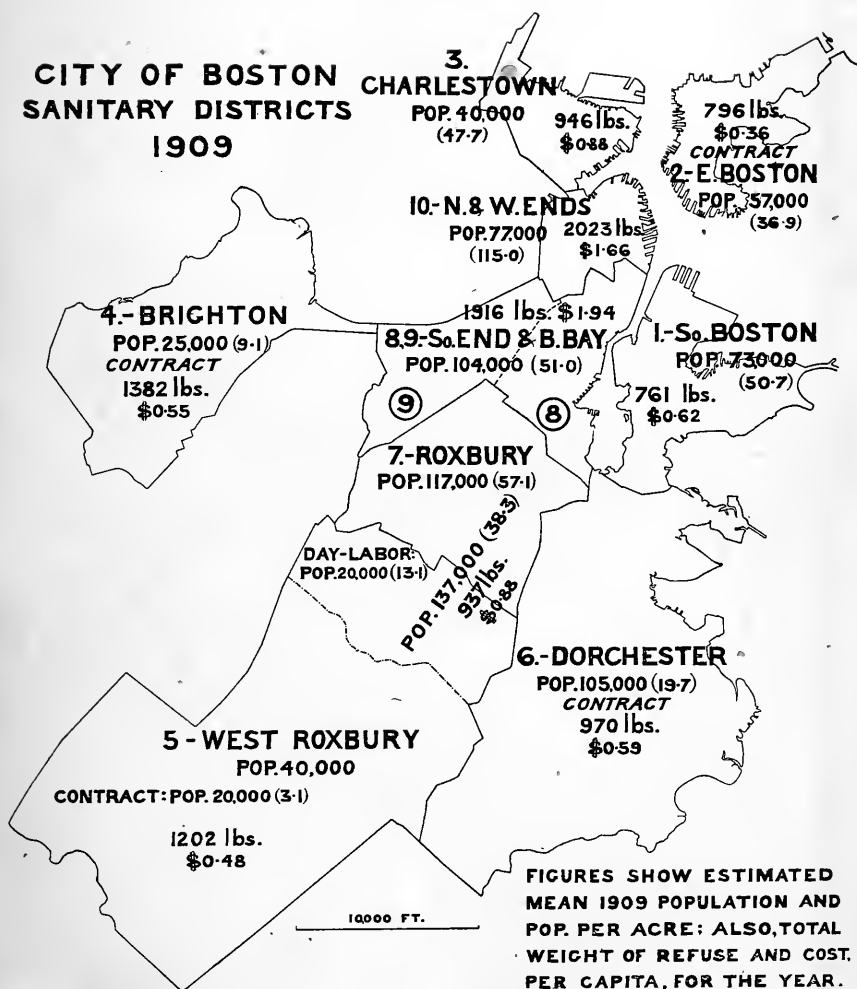 CITY OF BOSTON
SANITARY DISTRICTS
1909
3.
CHARLESTOWN
POP. 40,000
(47.7)
946 lbs.
$0.88
796 lbs.
$0.36
CONTRACT
2-E. BOSTON
POP. 57,000
(36.9)
10.-N. & W. ENDS
POP. 77,000
(115.0)
2023 lbs.
$1.66
4.-BRIGHTON
POP. 25,000 (9.1)
CONTRACT
1382 lbs.
$0.55
1916 lbs. $1.94
8,9.-So. END & B. BAY
POP. 104,000 (51.0)
9
8
1.-So. BOSTON
POP. 73,000
(50.7)
761 lbs.
$0.62
7.-ROXBURY
POP. 117,000 (57.1)
DAY-LABOR:
POP. 20,000 (13.1)
POP. 137,000 (38.3)
937 lbs.
$0.88
6.-DORCHESTER
POP. 105,000 (19.7)
CONTRACT
970 lbs.
$0.59
5-WEST ROXBURY
POP. 40,000
CONTRACT: POP. 20,000 (3.1)
1202 lbs.
$0.48
10,000 FT.
FIGURES SHOW ESTIMATED
MEAN 1909 POPULATION AND
POP. PER ACRE: ALSO, TOTAL
WEIGHT OF REFUSE AND COST,
PER CAPITA, FOR THE YEAR.